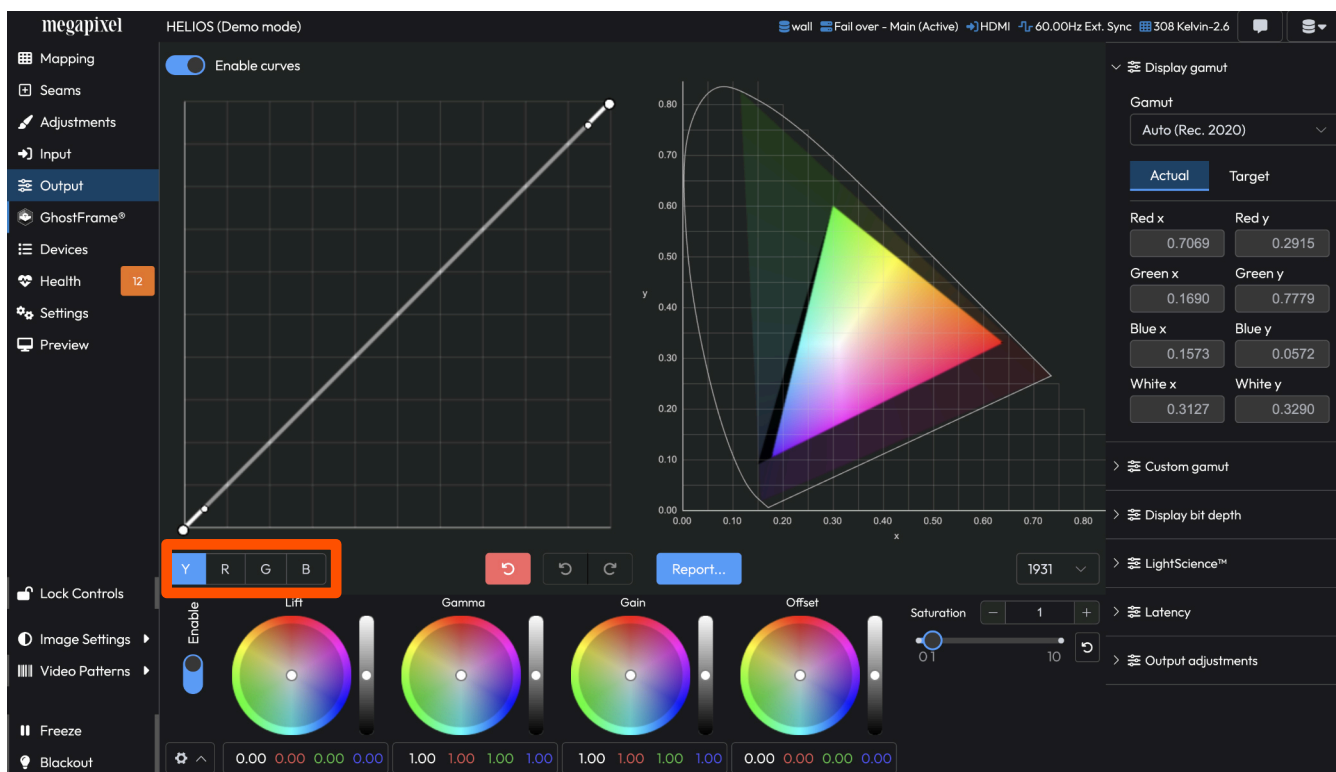 megapixel
HELIOS (Demo mode)
wall Fail over - Main (Active) HDMI 60.00Hz Ext. Sync 308 Kelvin-2.6
Mapping
Seams
Adjustments
Input
Output
GhostFrame®
Devices
Health 12
Settings
Preview
Lock Controls
Image Settings
Video Patterns
Freeze
Blackout
Enable curves
y
0.80
0.70
0.60
0.50
0.40
0.30
0.20
0.10
0.00
0.00 0.10 0.20 0.30 0.40 0.50 0.60 0.70 0.80
x
Y R G B
Report...
1931
Enable
Lift Gamma Gain Offset
Saturation − 1 +
0 1 10
0.00 0.00 0.00 0.00 1.00 1.00 1.00 1.00 1.00 1.00 1.00 1.00 0.00 0.00 0.00 0.00
Display gamut
Gamut
Auto (Rec. 2020)
Actual Target
Red x Red y
0.7069 0.2915
Green x Green y
0.1690 0.7779
Blue x Blue y
0.1573 0.0572
White x White y
0.3127 0.3290
Custom gamut
Display bit depth
LightScience™
Latency
Output adjustments